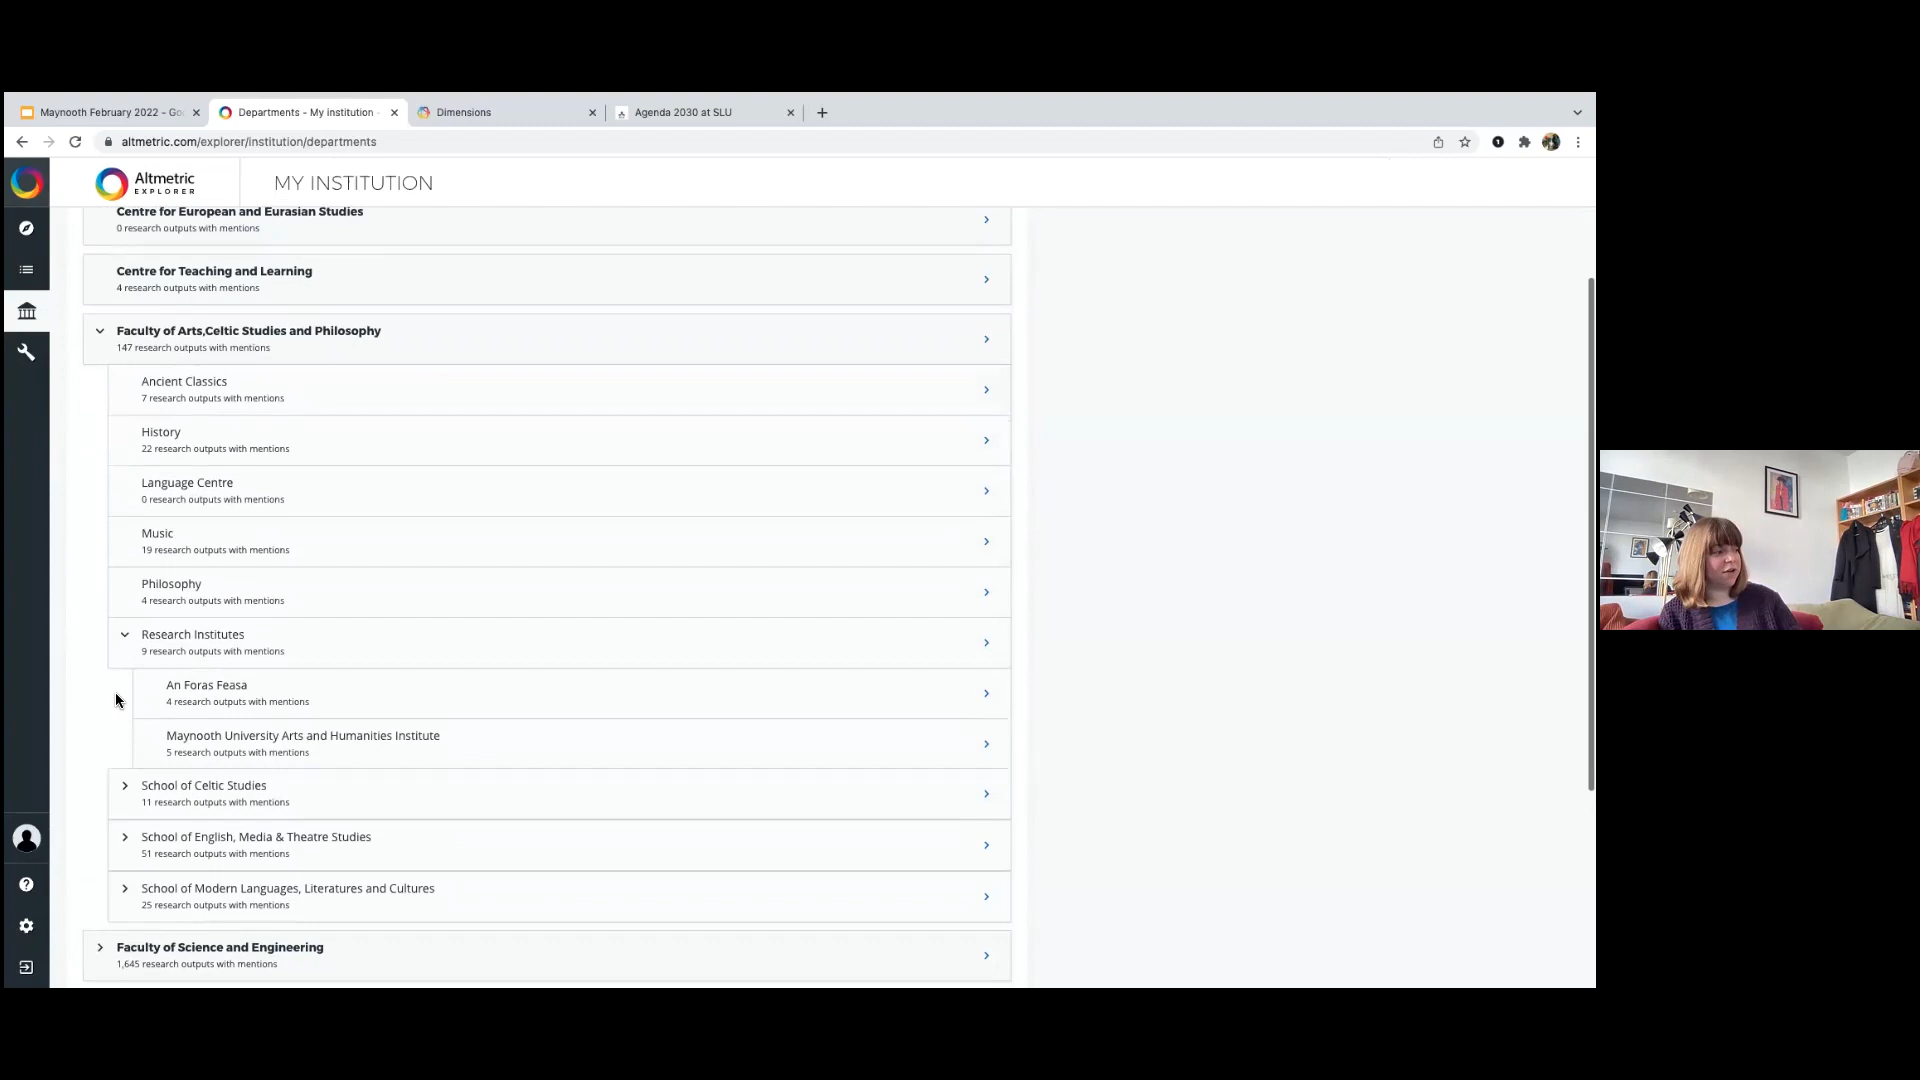 Maynooth February 2022 - Go
Departments - My institution -
Dimensions
Agenda 2030 at SLU
altmetric.com/explorer/institution/departments
Altmetric
EXPLORER
MY INSTITUTION
Centre for European and Eurasian Studies
0 research outputs with mentions
Centre for Teaching and Learning
4 research outputs with mentions
Faculty of Arts,Celtic Studies and Philosophy
147 research outputs with mentions
Ancient Classics
7 research outputs with mentions
History
22 research outputs with mentions
Language Centre
0 research outputs with mentions
Music
19 research outputs with mentions
Philosophy
4 research outputs with mentions
Research Institutes
9 research outputs with mentions
An Foras Feasa
4 research outputs with mentions
Maynooth University Arts and Humanities Institute
5 research outputs with mentions
School of Celtic Studies
11 research outputs with mentions
School of English, Media & Theatre Studies
51 research outputs with mentions
School of Modern Languages, Literatures and Cultures
25 research outputs with mentions
Faculty of Science and Engineering
1,645 research outputs with mentions